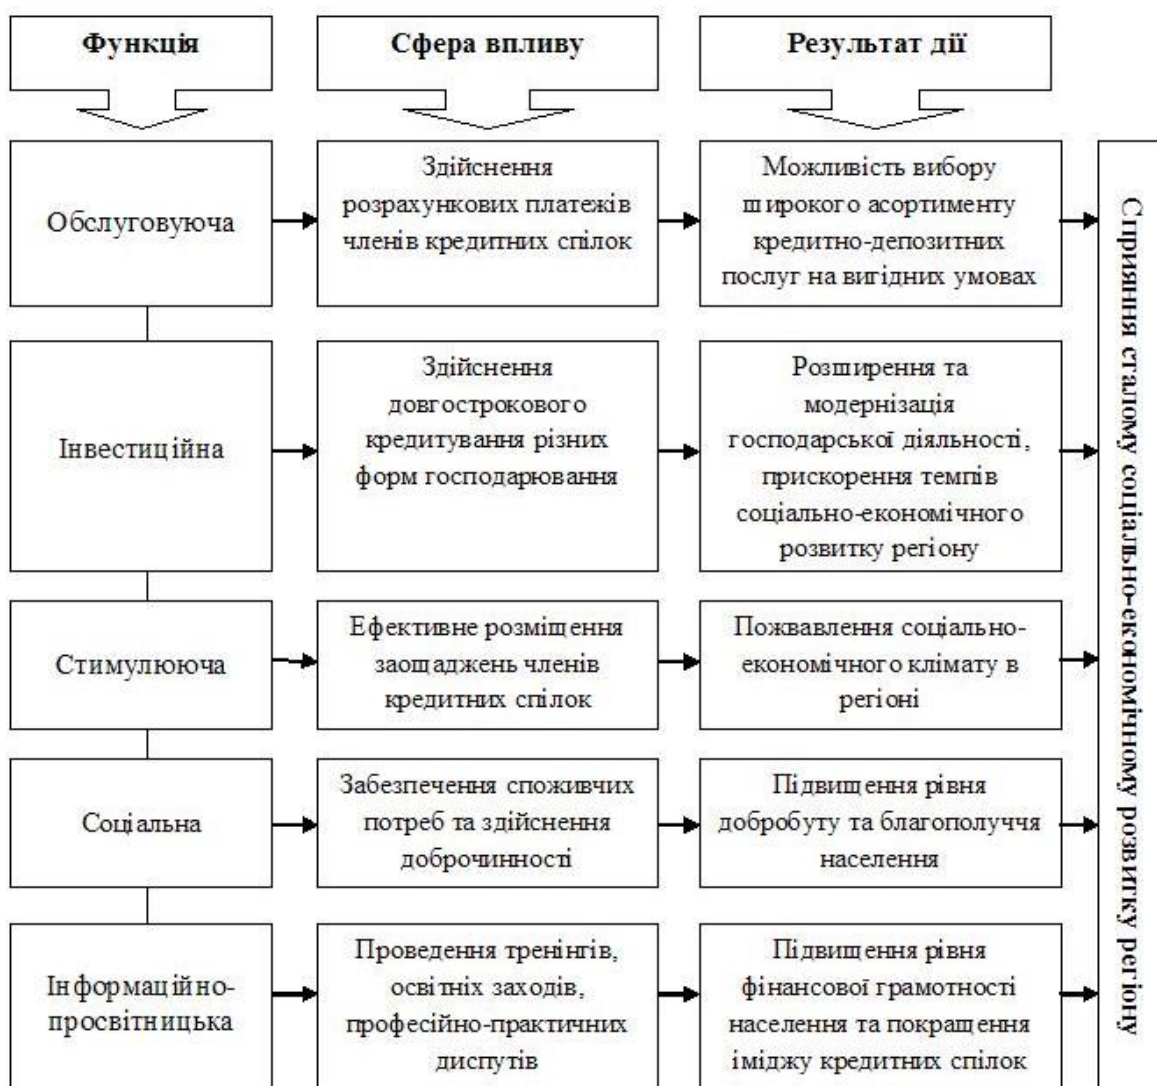 Функція
Сфера впливу
Результат дії
Обслуговуюча
Здійснення
розрахункових платежів
членів кредитних спілок
Можливість вибору
широкого асортименту
кредитно-депозитних
послуг на вигідних умовах
Інвестиційна
Здійснення
довгострокового
кредитування різних
форм господарювання
Розширення та
модернізація
господарської діяльності,
прискорення темпів
соціально-економічного
розвитку регіону
Стимулююча
Ефективне розміщення
заощаджень членів
кредитних спілок
Пожвавлення соціально-
економічного клімату в
регіоні
Соціальна
Забезпечення споживчих
потреб та здійснення
доброчинності
Підвищення рівня
добробуту та благополуччя
населення
Інформаційно-
просвітницька
Проведення тренінгів,
освітніх заходів,
професійно-практичних
диспутів
Підвищення рівня
фінансової грамотності
населення та покращення
іміджу кредитних спілок
Сприяння сталому соціально-економічному розвитку регіону